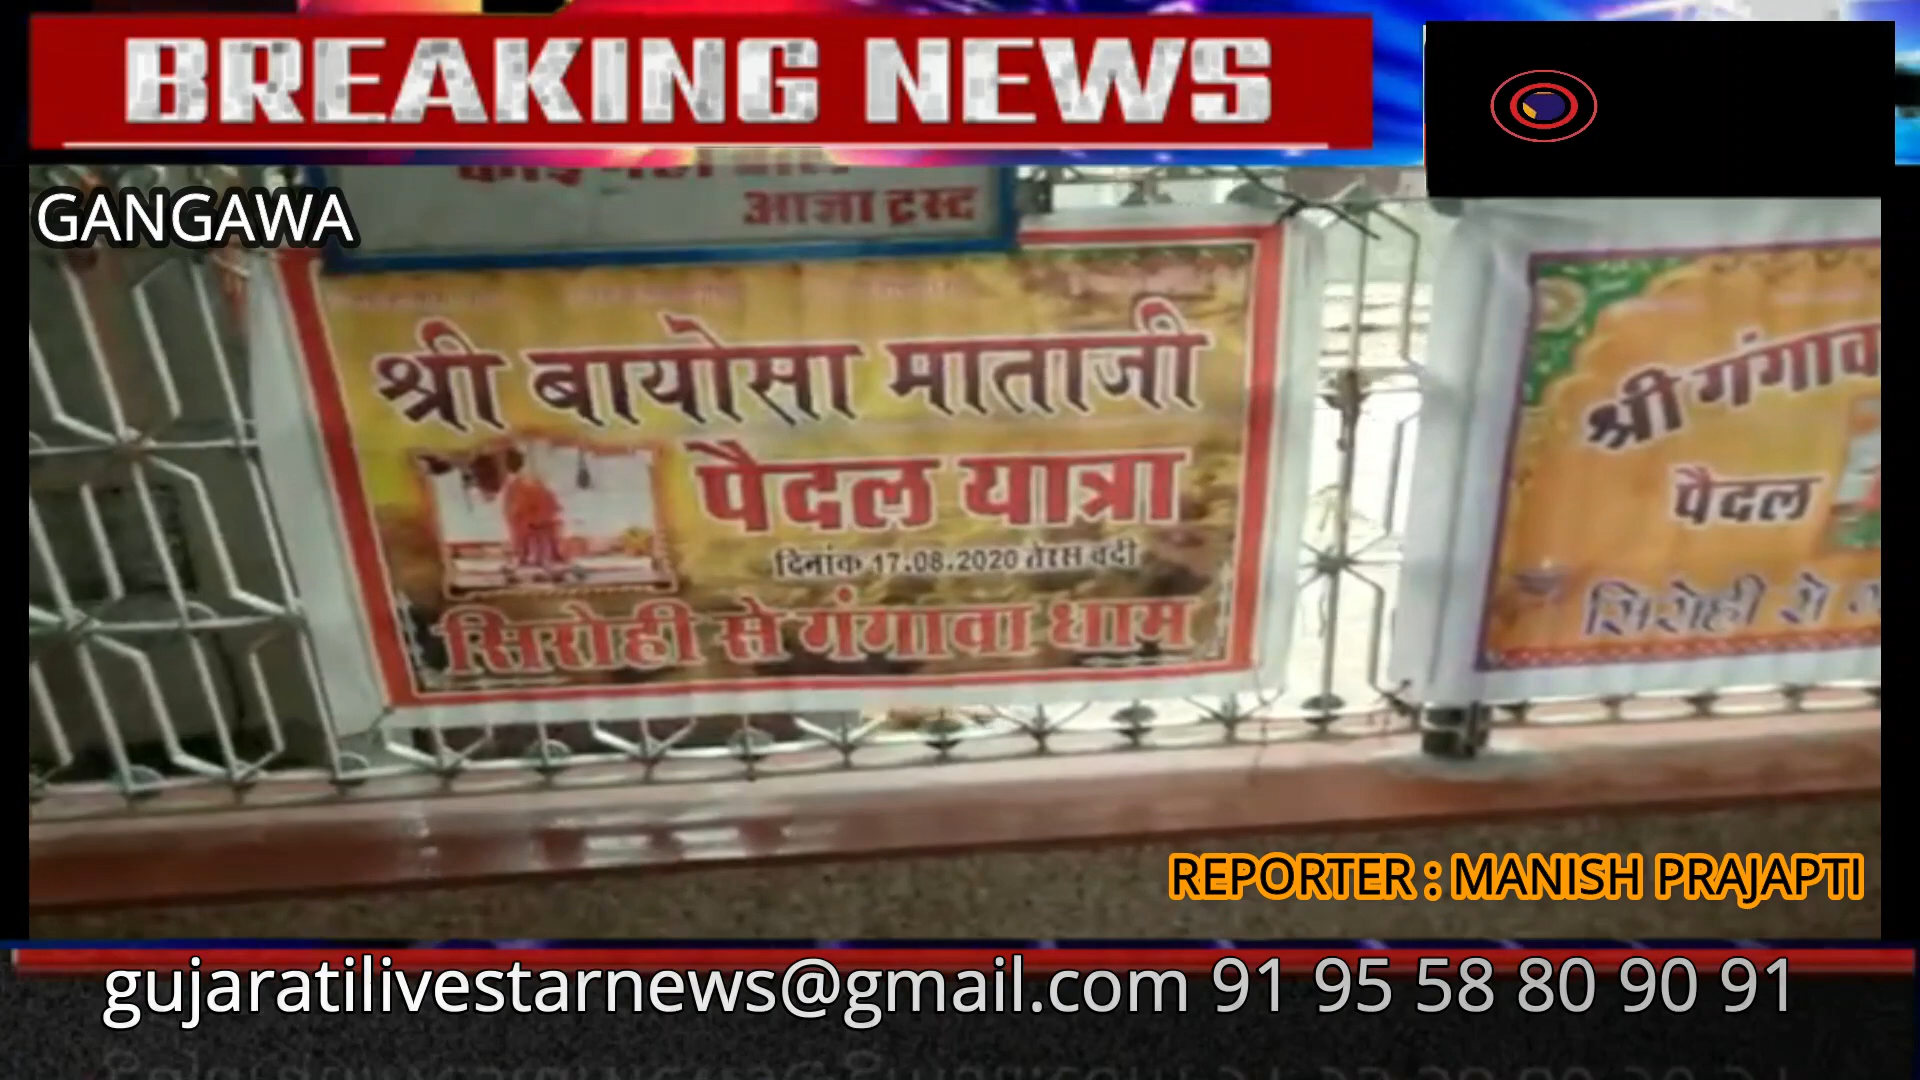 BREAKING NEWS
GANGAWA
आजा ट्रस्ट
श्री बायोसा माताजी
पैदल यात्रा
दिनांक 17.08.2020 तेरस वदी
सिरोही से गंगावा धाम
श्री गंगाव
पैदल
सिरोही से
REPORTER : MANISH PRAJAPTI
gujaratilivestarnews@gmail.com 91 95 58 80 90 91